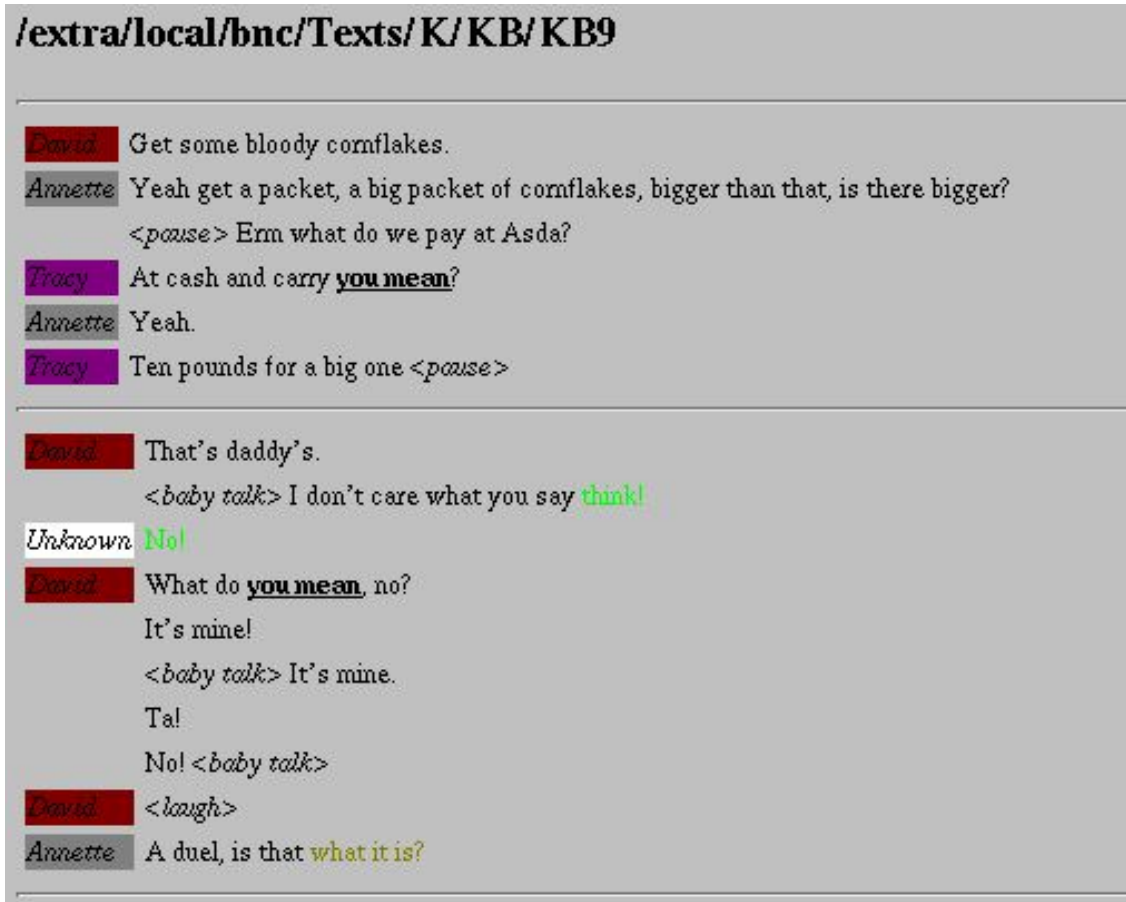 /extra/local/bnc/Texts/K/KB/KB9
David Get some bloody cornflakes.
Annette Yeah get a packet, a big packet of cornflakes, bigger than that, is there bigger?
<pause> Erm what do we pay at Asda?
Tracy At cash and carry you mean?
Annette Yeah.
Tracy Ten pounds for a big one <pause>
David That's daddy's.
<baby talk> I don't care what you say think!
Unknown No!
David What do you mean, no?
It's mine!
<baby talk> It's mine.
Ta!
No! <baby talk>
David <laugh>
Annette A duel, is that what it is?